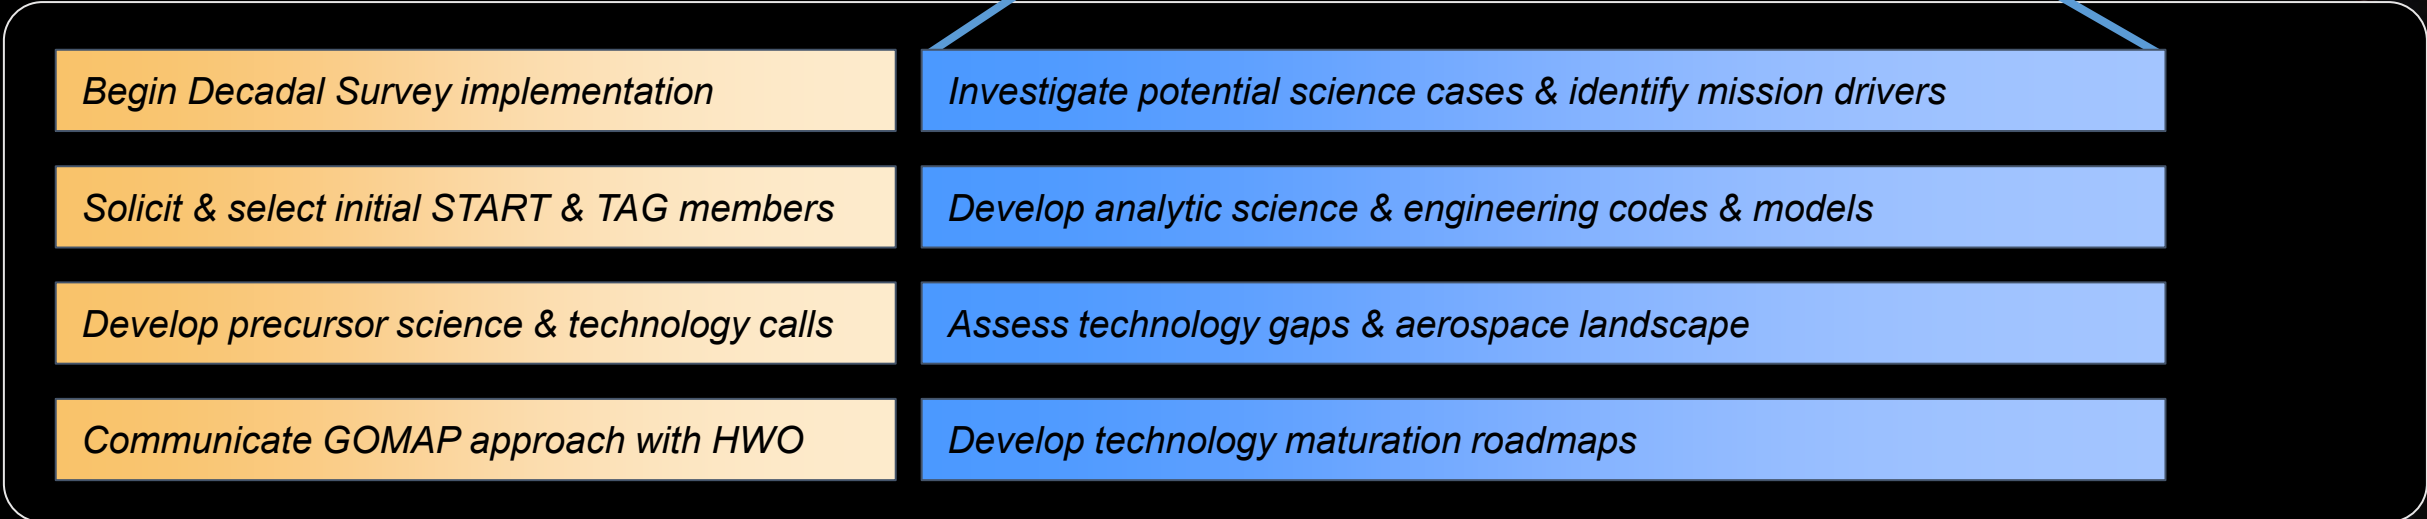 Begin Decadal Survey implementation
Solicit & select initial START & TAG members
Develop precursor science & technology calls
Communicate GOMAP approach with HWO
Investigate potential science cases & identify mission drivers
Develop analytic science & engineering codes & models
Assess technology gaps & aerospace landscape
Develop technology maturation roadmaps